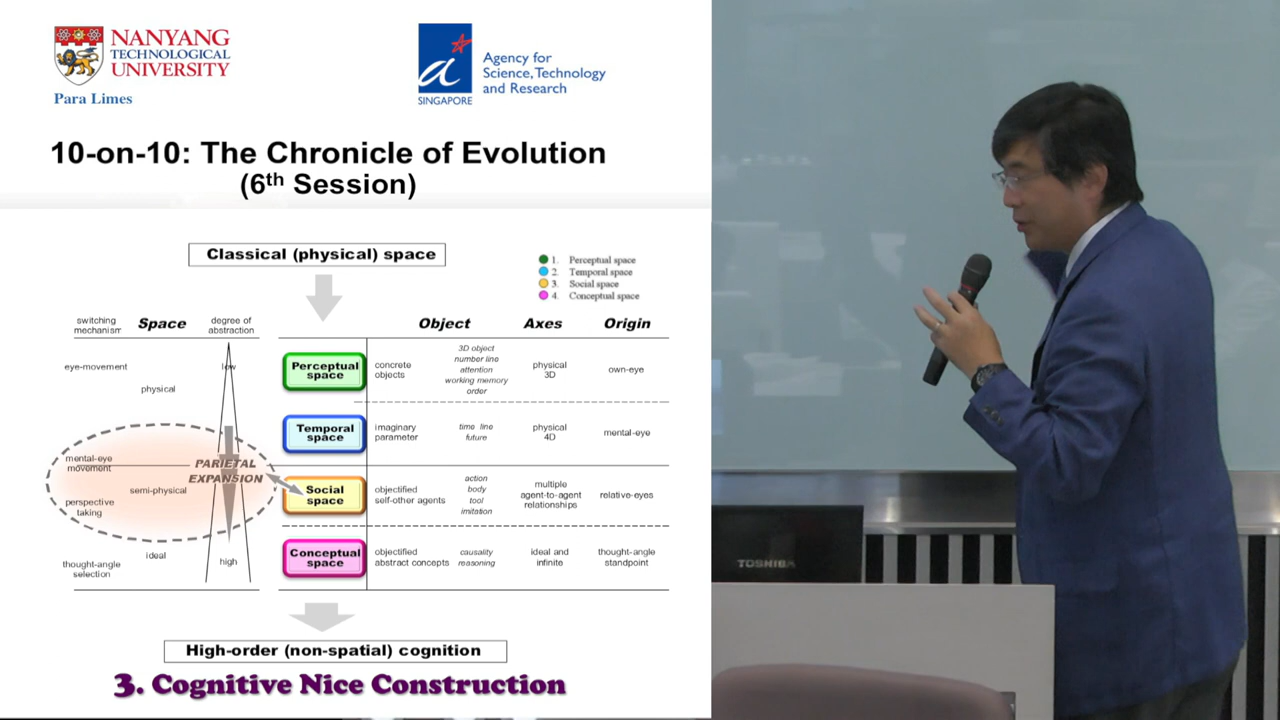 NANYANG
TECHNOLOGICAL
UNIVERSITY
Para Limes
a
SINGAPORE
Agency for
Science, Technology
and Research
10-on-10: The Chronicle of Evolution
(6th Session)
Classical (physical) space
1. Perceptual space
2. Temporal space
3. Social space
4. Conceptual space
switching
mechanism
Space
degree of
abstraction
Object
Axes
Origin
eye-movement
physical
low
Perceptual
space
concrete
objects
3D object
number line
attention
working memory
order
physical
3D
own-eye
Temporal
space
imaginary
parameter
time line
future
physical
4D
mental-eye
mental-eye
movement
PARIETAL
EXPANSION
semi-physical
perspective
taking
Social
space
objectified
self-other agents
action
body
tool
imitation
multiple
agent-to-agent
relationships
relative-eyes
ideal
thought-angle
selection
high
Conceptual
space
objectified
abstract concepts
causality
reasoning
ideal and
infinite
thought-angle
standpoint
High-order (non-spatial) cognition
3. Cognitive Nice Construction
TOSHIBA